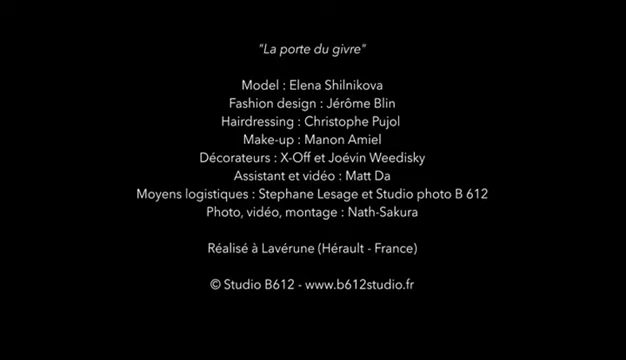 "La porte du givre"
Model : Elena Shilnikova
Fashion design : Jérôme Blin
Hairdressing : Christophe Pujol
Make-up : Manon Amiel
Décorateurs : X-Off et Joévin Weedisky
Assistant et vidéo : Matt Da
Moyens logistiques : Stephane Lesage et Studio photo B 612
Photo, vidéo, montage : Nath-Sakura
Réalisé à Lavérune (Hérault - France)
© Studio B612 - www.b612studio.fr